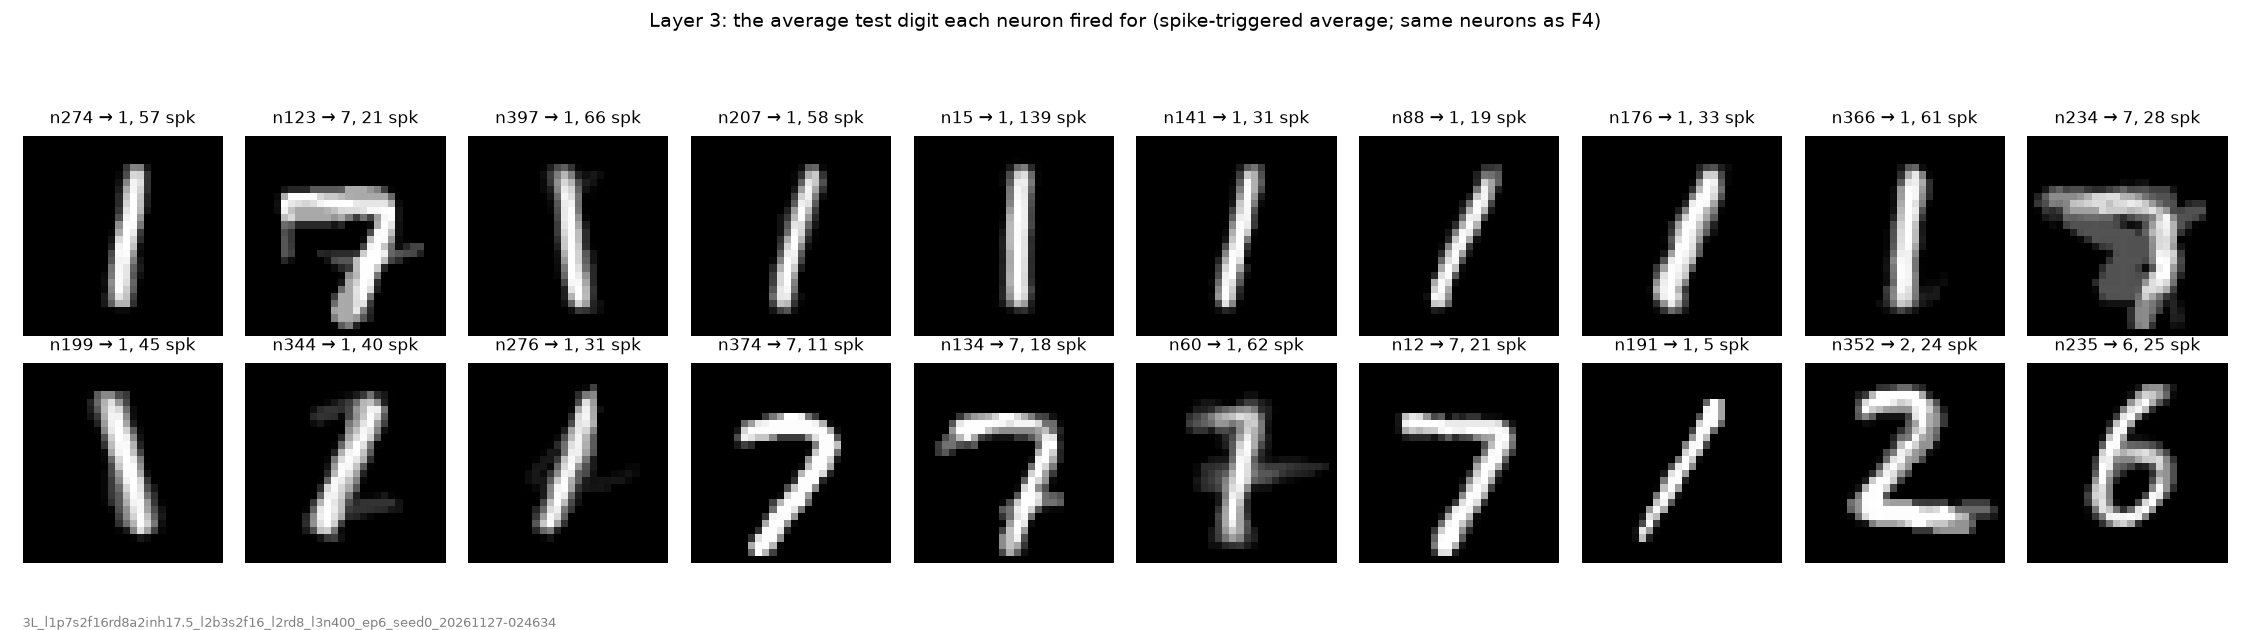 Layer 3: the average test digit each neuron fired for (spike-triggered average; same neurons as F4)
n274 → 1, 57 spk
n123 → 7, 21 spk
n397 → 1, 66 spk
n207 → 1, 58 spk
n15 → 1, 139 spk
n141 → 1, 31 spk
n88 → 1, 19 spk
n176 → 1, 33 spk
n366 → 1, 61 spk
n234 → 7, 28 spk
n199 → 1, 45 spk
n344 → 1, 40 spk
n276 → 1, 31 spk
n374 → 7, 11 spk
n134 → 7, 18 spk
n60 → 1, 62 spk
n12 → 7, 21 spk
n191 → 1, 5 spk
n352 → 2, 24 spk
n235 → 6, 25 spk
3L_l1p7s2f16rd8a2inh17.5_l2b3s2f16_l2rd8_l3n400_ep6_seed0_20261127-024634